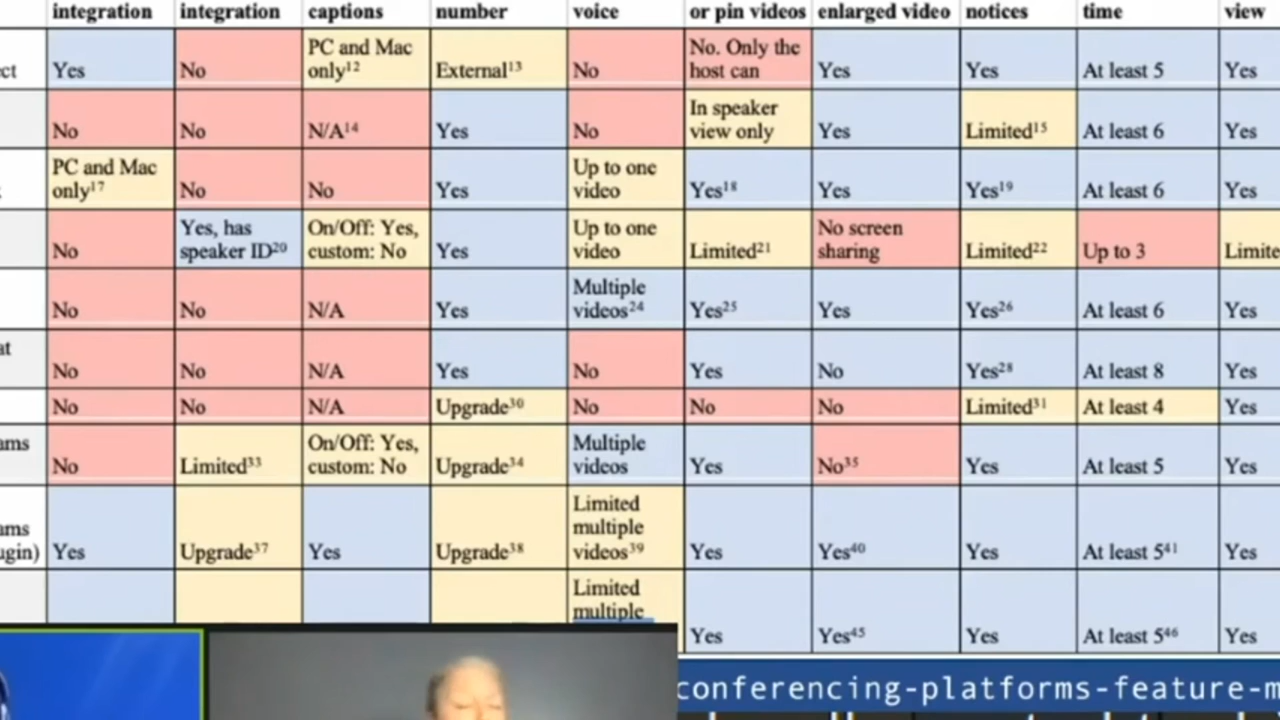 integration integration captions number voice or pin videos enlarged video notices time view
PC and Mac No. Only the
ect Yes No only¹² External¹³ No host can Yes Yes At least 5 Yes
In speaker
No No N/A¹⁴ Yes No view only Yes Limited¹⁵ At least 6 Yes
PC and Mac Up to one
only¹⁷ No No Yes video Yes¹⁸ Yes Yes¹⁹ At least 6 Yes
Yes, has On/Off: Yes, Up to one No screen
No speaker ID²⁰ custom: No Yes video Limited²¹ sharing Limited²² Up to 3 Limite
Multiple
No No N/A Yes videos²⁴ Yes²⁵ Yes Yes²⁶ At least 6 Yes
at
No No N/A Yes No Yes No Yes²⁸ At least 8 Yes
No No N/A Upgrade³⁰ No No No Limited³¹ At least 4 Yes
ams On/Off: Yes, Multiple
No Limited³³ custom: No Upgrade³⁴ videos Yes No³⁵ Yes At least 5 Yes
Limited
ams multiple
ugin) Yes Upgrade³⁷ Yes Upgrade³⁸ videos³⁹ Yes Yes⁴⁰ Yes At least 5⁴¹ Yes
Limited
multiple
Yes Yes⁴⁵ Yes At least 5⁴⁶ Yes
conferencing-platforms-feature-m